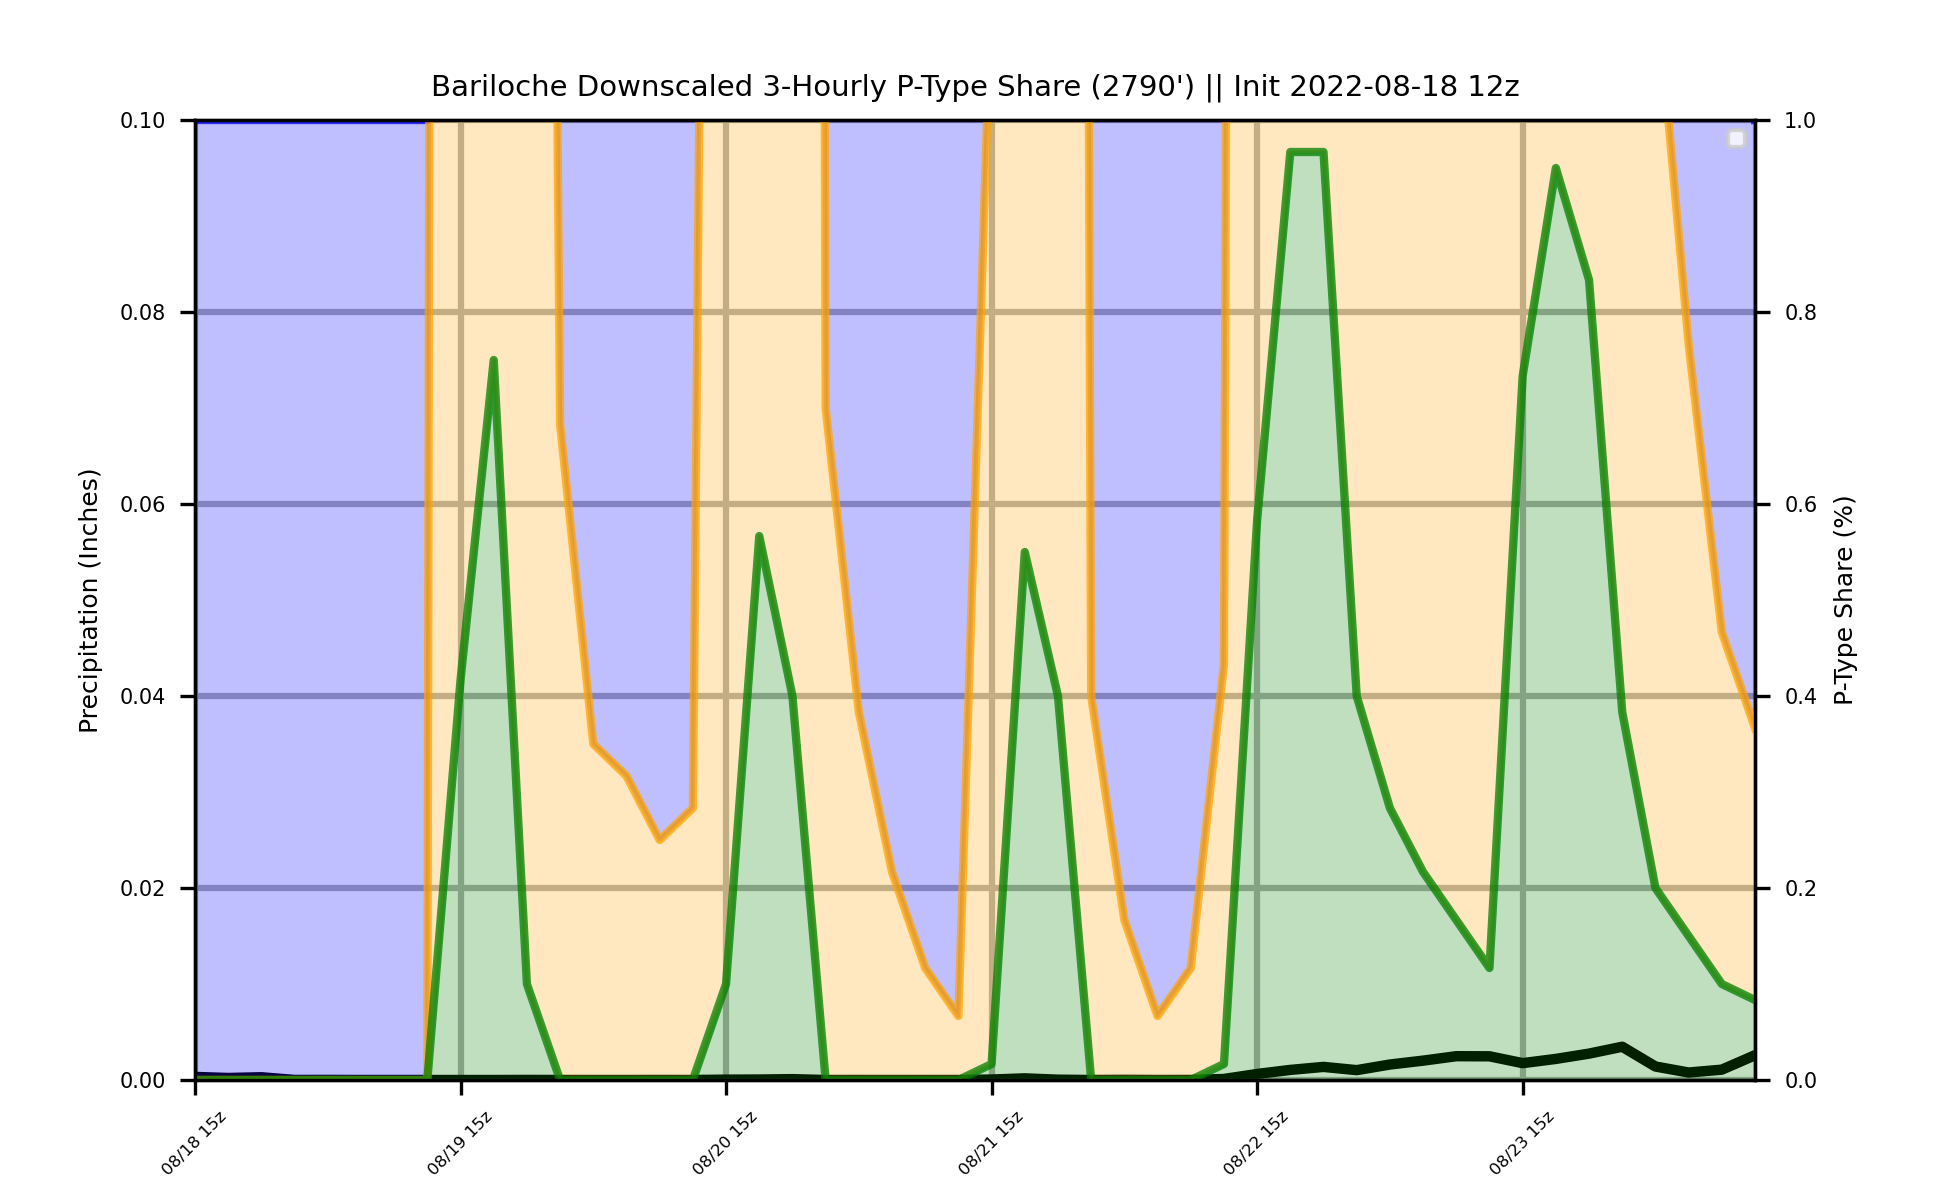 Bariloche Downscaled 3-Hourly P-Type Share (2790') || Init 2022-08-18 12z
0.10
0.08
0.06
0.04
0.02
0.00
Precipitation (Inches)
1.0
0.8
0.6
0.4
0.2
0.0
P-Type Share (%)
08/18 15z
08/19 15z
08/20 15z
08/21 15z
08/22 15z
08/23 15z